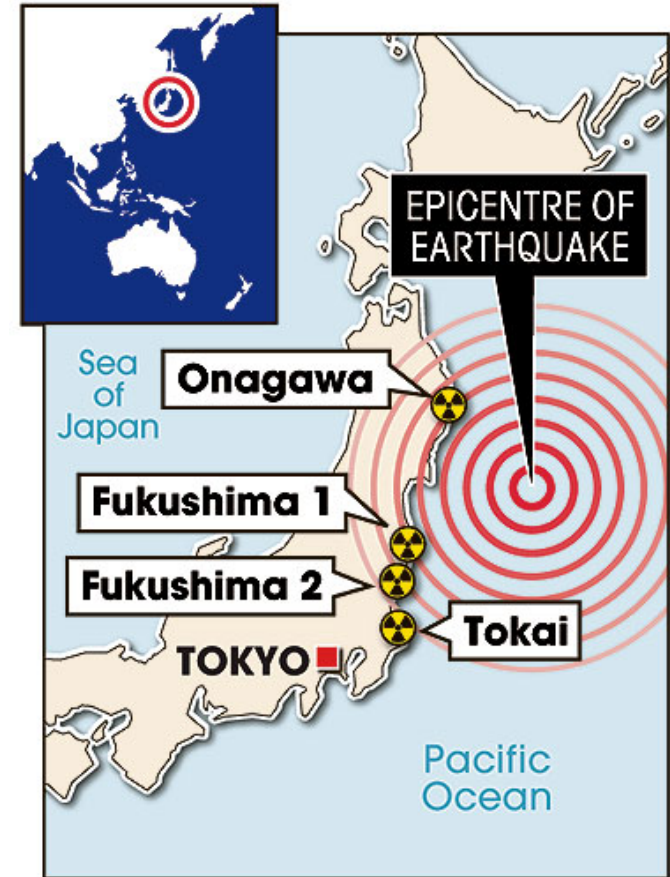 EPICENTRE OF
EARTHQUAKE
Sea
of
Japan
Onagawa
Fukushima 1
Fukushima 2
Tokai
TOKYO
Pacific
Ocean